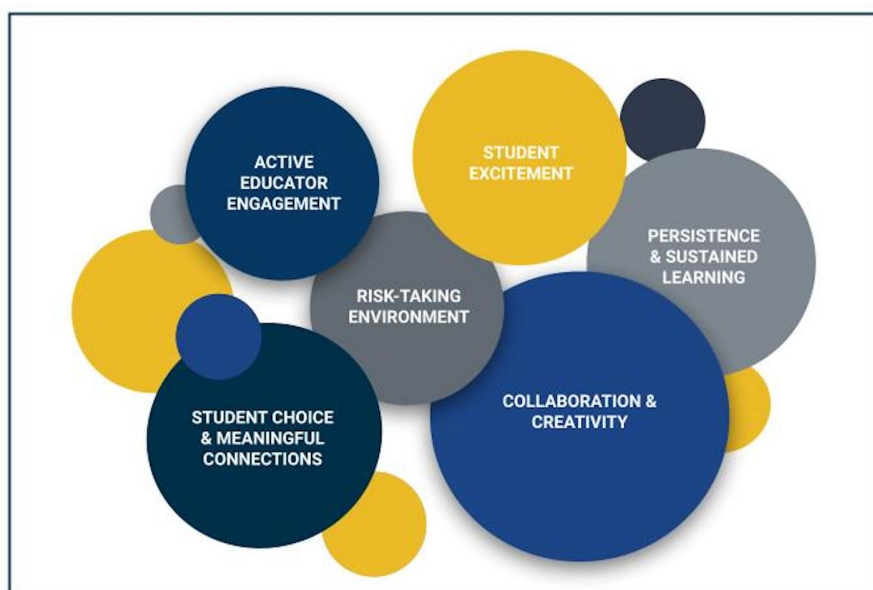 ACTIVE
EDUCATOR
ENGAGEMENT
STUDENT
EXCITEMENT
PERSISTENCE
& SUSTAINED
LEARNING
RISK-TAKING
ENVIRONMENT
COLLABORATION &
CREATIVITY
STUDENT CHOICE
& MEANINGFUL
CONNECTIONS